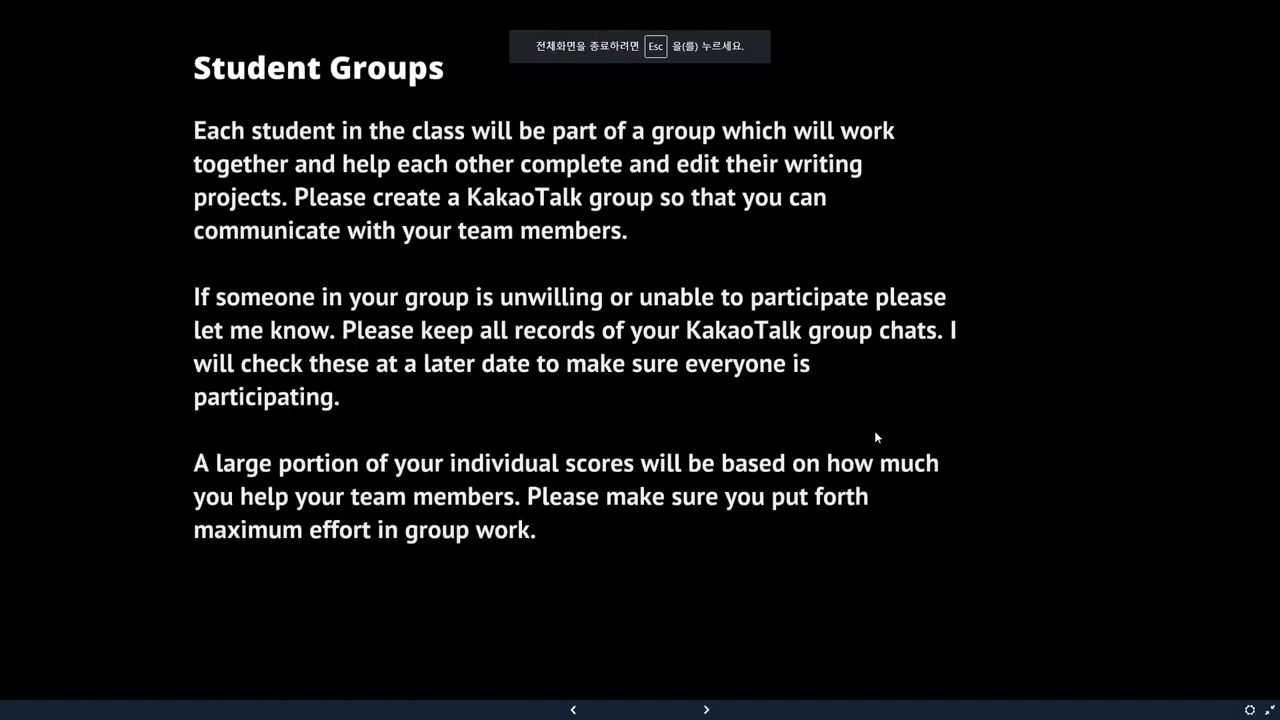 전체화면을 종료하려면 Esc 을(를) 누르세요.
Student Groups
Each student in the class will be part of a group which will work
together and help each other complete and edit their writing
projects. Please create a KakaoTalk group so that you can
communicate with your team members.
If someone in your group is unwilling or unable to participate please
let me know. Please keep all records of your KakaoTalk group chats. I
will check these at a later date to make sure everyone is
participating.
A large portion of your individual scores will be based on how much
you help your team members. Please make sure you put forth
maximum effort in group work.